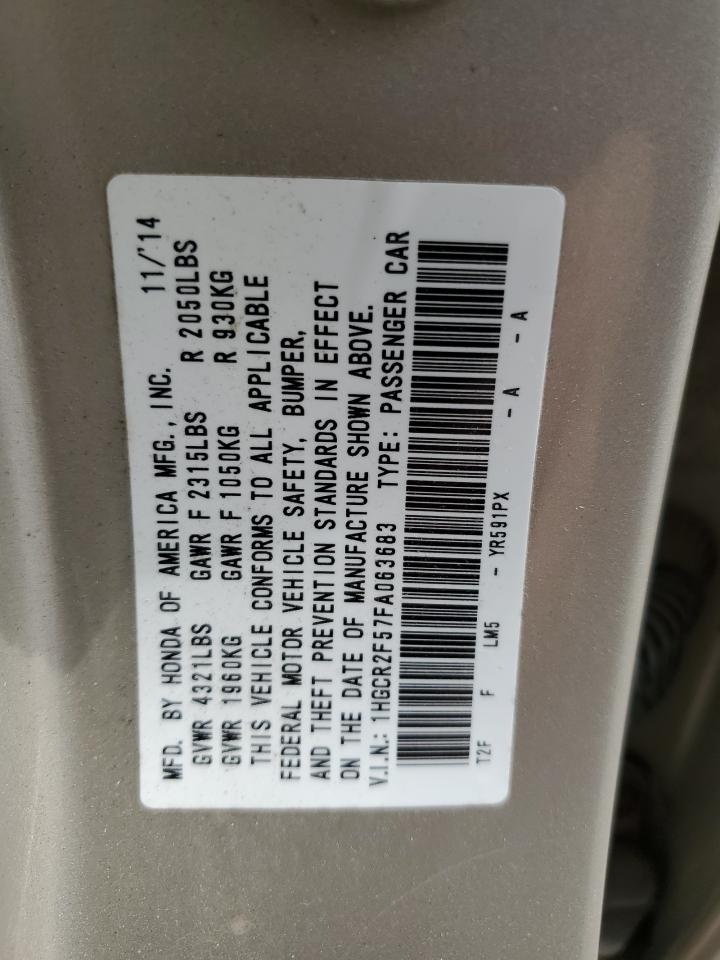 MFD. BY HONDA OF AMERICA MFG., INC. 11/'14
GVWR 4321LBS GAWR F 2315LBS R 2050LBS
GVWR 1960KG GAWR F 1050KG R 930KG
THIS VEHICLE CONFORMS TO ALL APPLICABLE
FEDERAL MOTOR VEHICLE SAFETY, BUMPER,
AND THEFT PREVENTION STANDARDS IN EFFECT
ON THE DATE OF MANUFACTURE SHOWN ABOVE.
V.I.N.: 1HGCR2F57FA063683 TYPE: PASSENGER CAR
T2F F LM5 - YR591PX - A - A